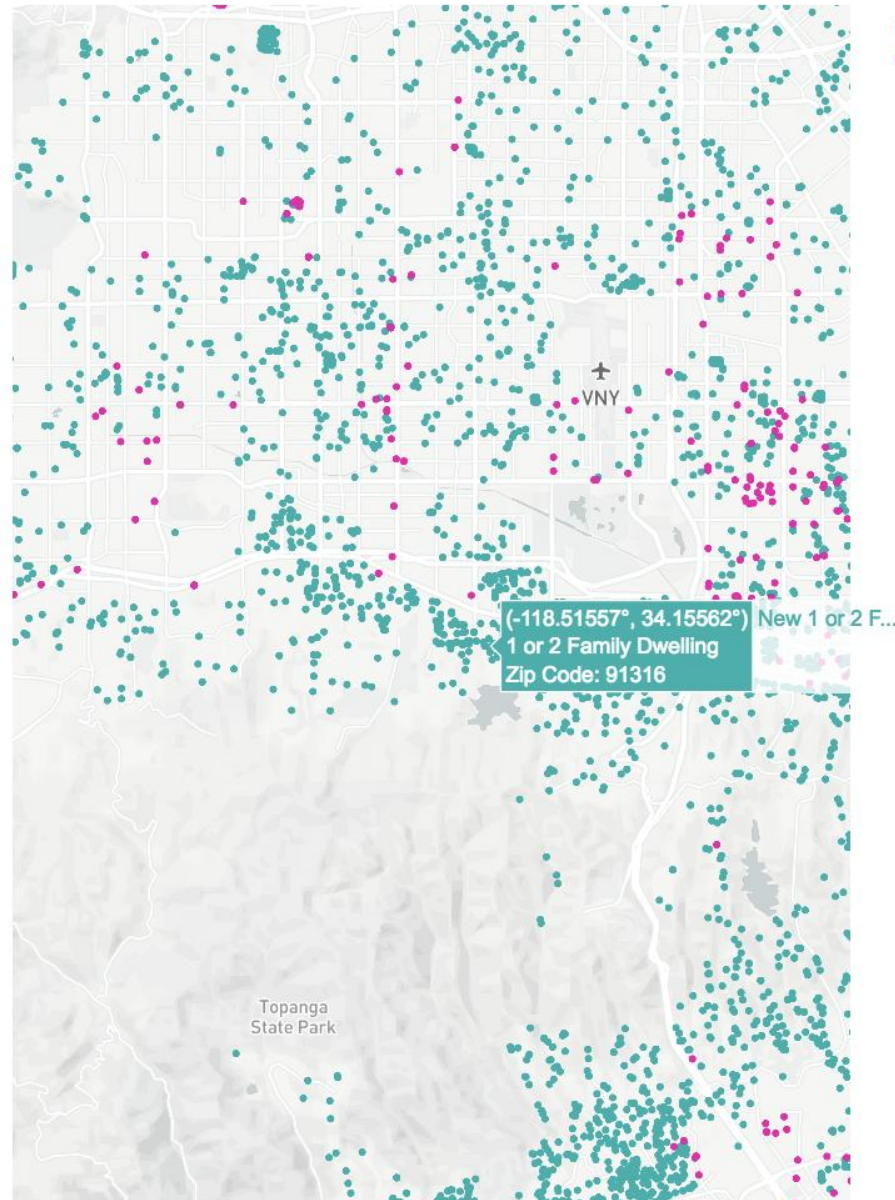 VNY
(-118.51557°, 34.15562°) New 1 or 2 F...
1 or 2 Family Dwelling
Zip Code: 91316
Topanga
State Park